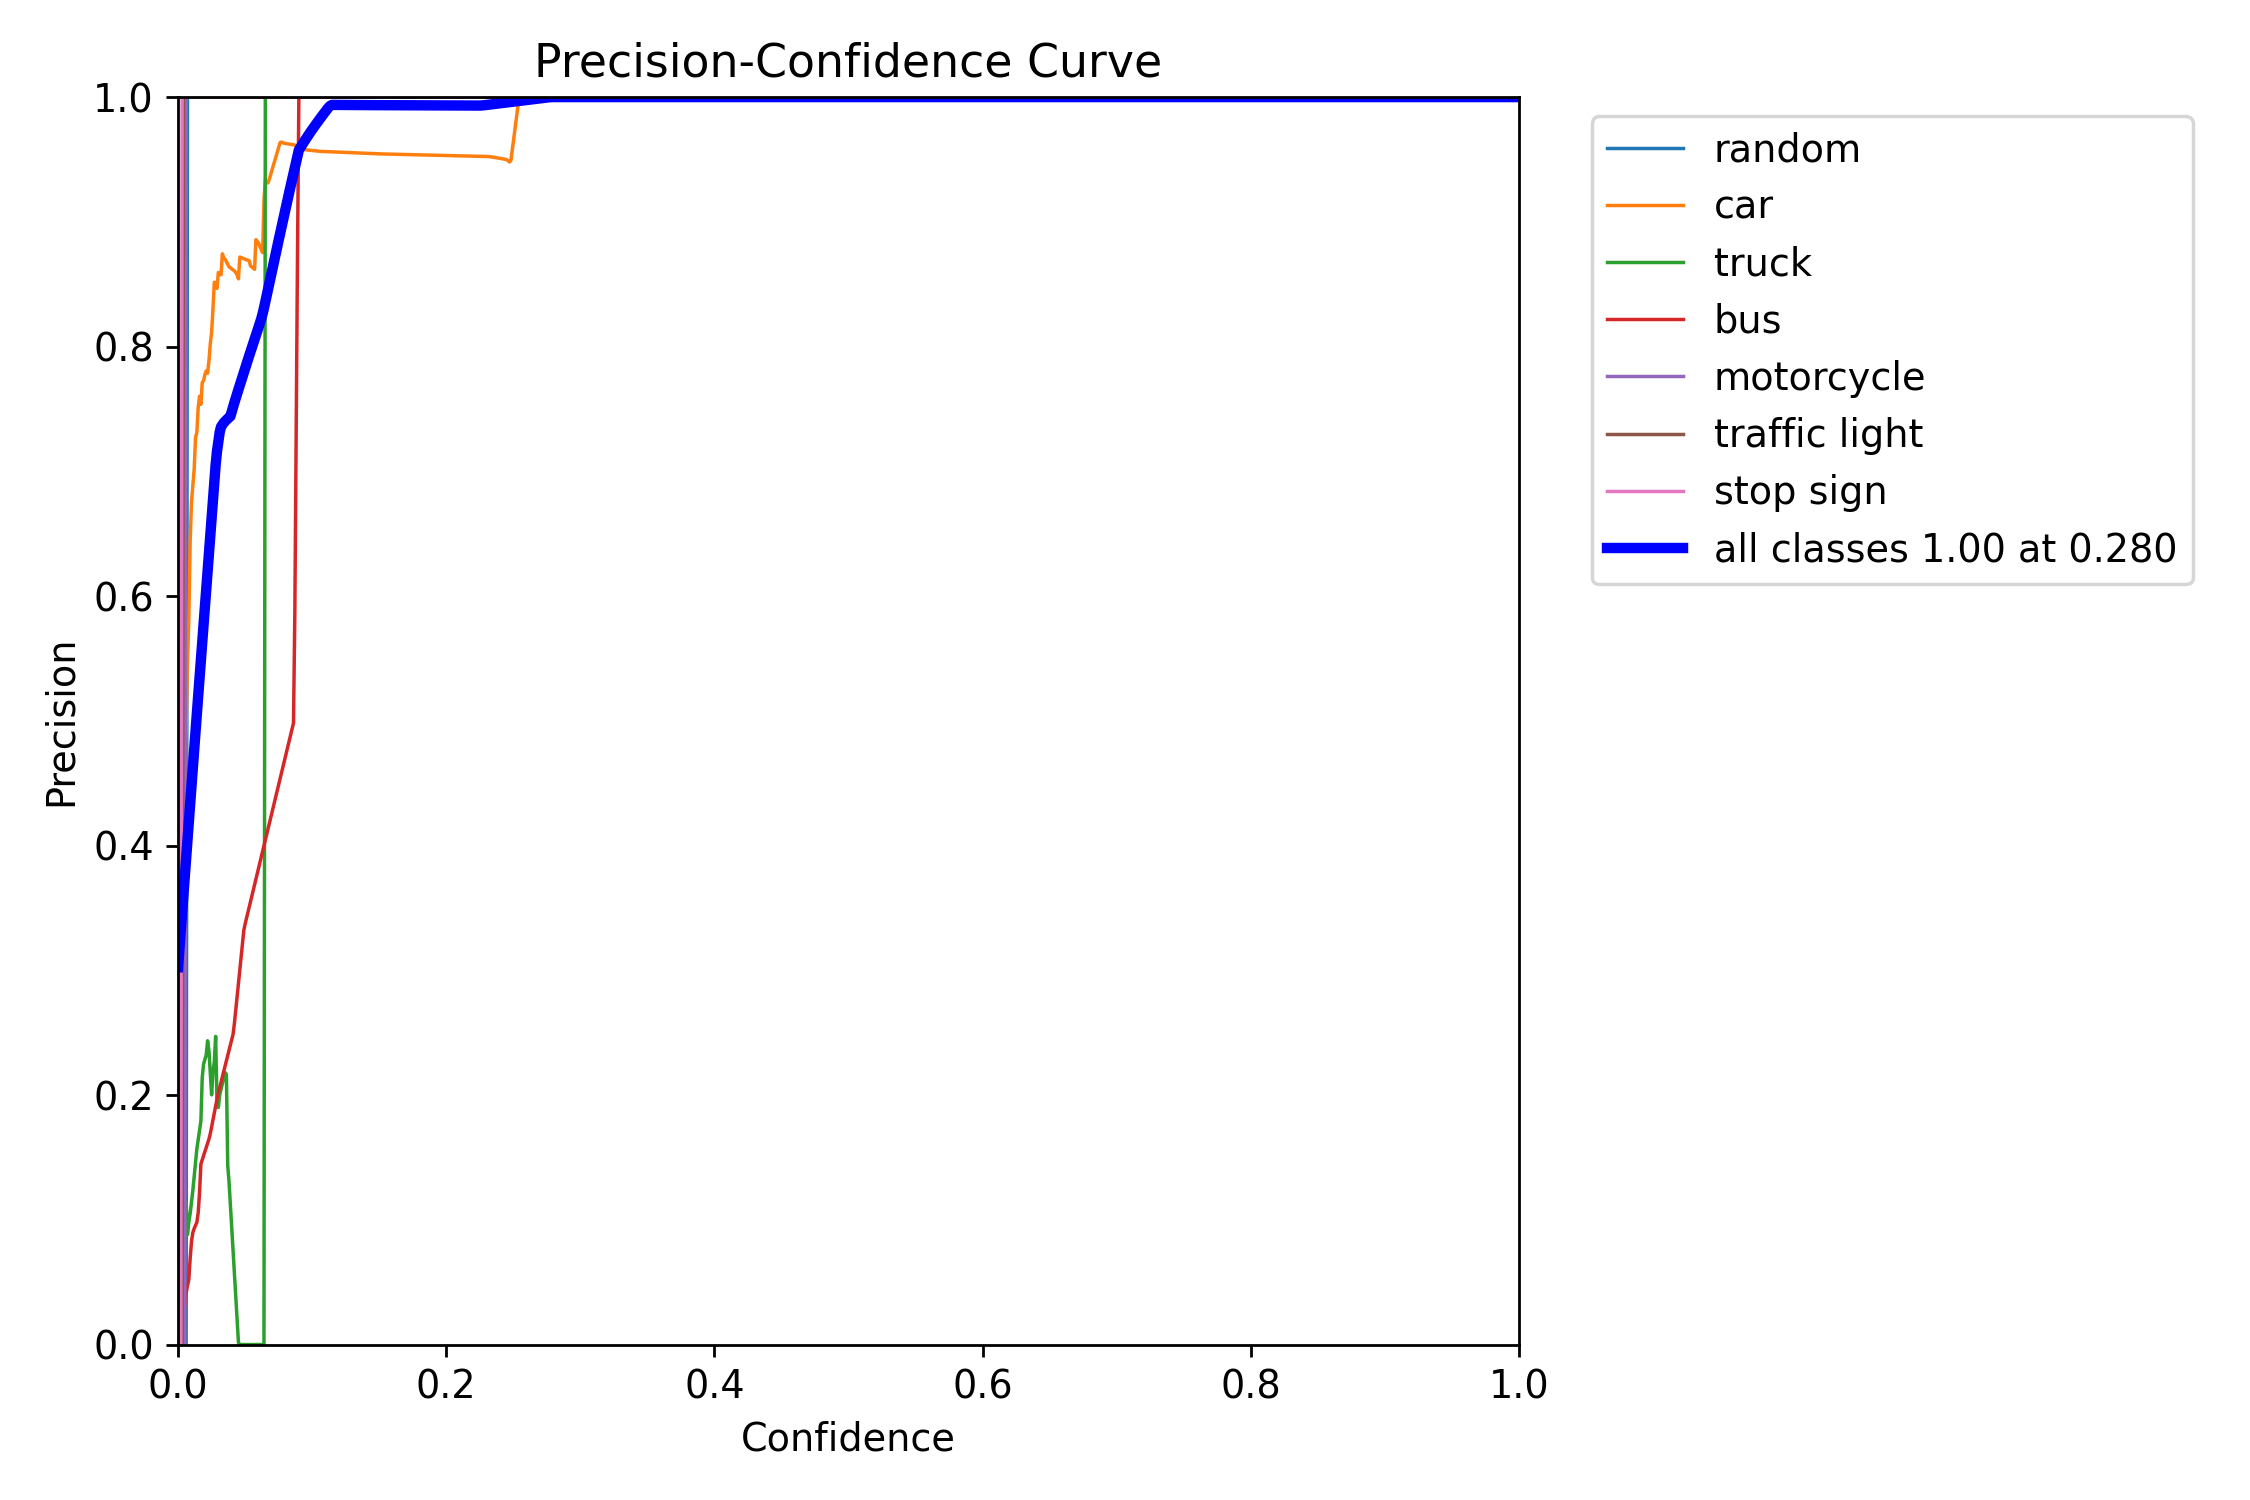 Precision-Confidence Curve
1.0
0.8
0.6
0.4
0.2
0.0
Precision
0.0 0.2 0.4 0.6 0.8 1.0
Confidence
random
car
truck
bus
motorcycle
traffic light
stop sign
all classes 1.00 at 0.280